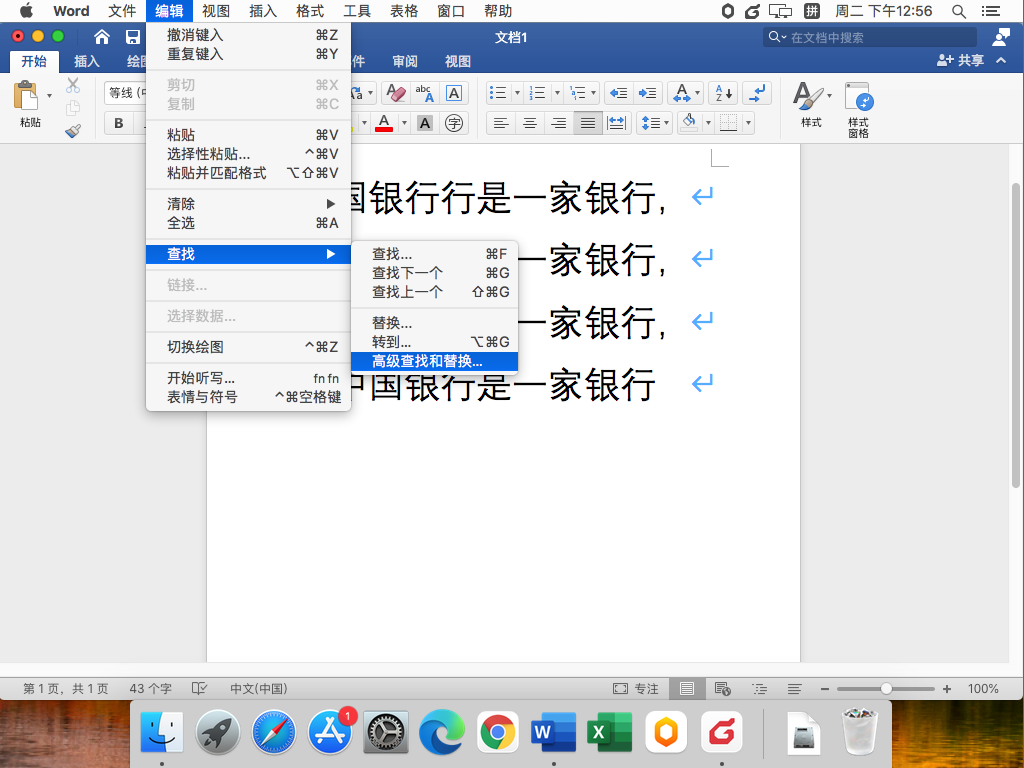 Word 文件 编辑 视图 插入 格式 工具 表格 窗口 帮助 拼 周二 下午12:56
文档1
在文档中搜索
开始 插入 绘图 件 审阅 视图 共享
撤消键入 ⌘Z
重复键入 ⌘Y
剪切 ⌘X
复制 ⌘C
粘贴 ⌘V
选择性粘贴... ^⌘V
粘贴并匹配格式 ⌥⇧⌘V
清除 ▶
全选 ⌘A
查找 ▶
链接...
选择数据...
切换绘图 ^⌘Z
开始听写... fn fn
表情与符号 ^⌘空格键
查找... ⌘F
查找下一个 ⌘G
查找上一个 ⇧⌘G
替换...
转到... ⌥⌘G
高级查找和替换...
粘贴
等线 (中
B
Aa
abc A
A
A
A
字
A
A
Z
样式
样式
窗格
国银行行是一家银行,
一家银行,
一家银行,
中国银行是一家银行
第 1 页，共 1 页 43 个字 中文(中国) 专注 100%
1
W
X